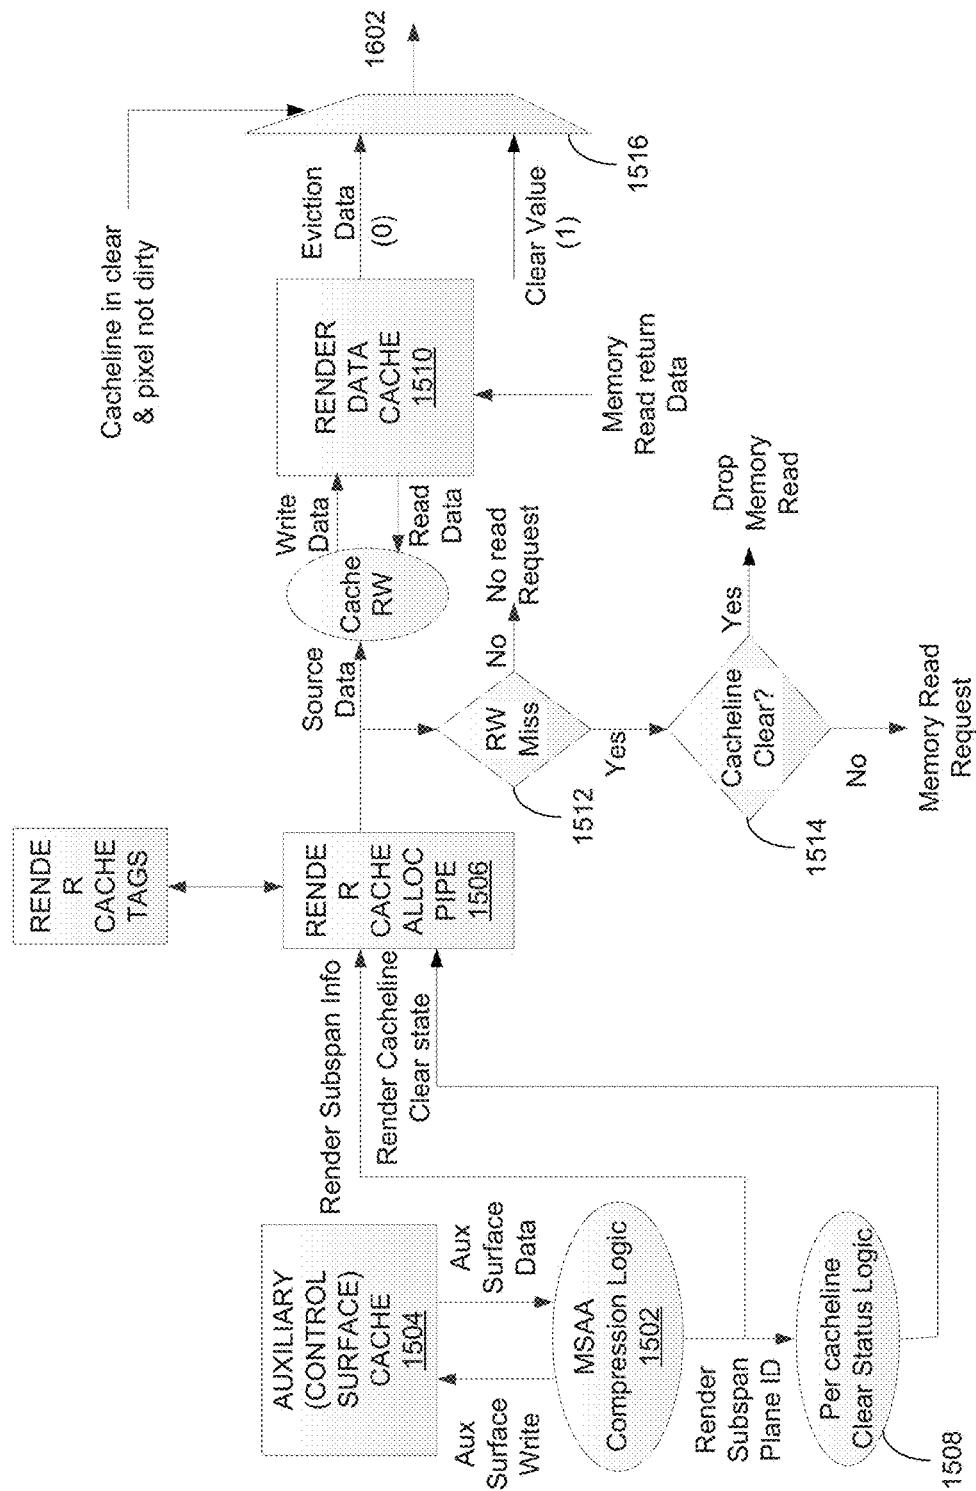 AUXILIARY
(CONTROL
SURFACE)
CACHE
1504
Aux
Surface
Write
Aux
Surface
Data
MSAA
Compression Logic
1502
Render
Subspan
Plane ID
Per cacheline
Clear Status Logic
1508
Render Subspan Info
Render Cacheline
Clear state
RENDE
R
CACHE
TAGS
RENDE
R
CACHE
ALLOC
PIPE
1506
Source
Data
Cache
RW
Write
Data
Read
Data
RENDER
DATA
CACHE
1510
RW
Miss
1512
No
No read
Request
Yes
Cacheline
Clear?
1514
Yes
Drop
Memory
Read
No
Memory Read
Request
Memory
Read return
Data
Eviction
Data
(0)
Clear Value
(1)
Cacheline in clear
& pixel not dirty
1516
1602